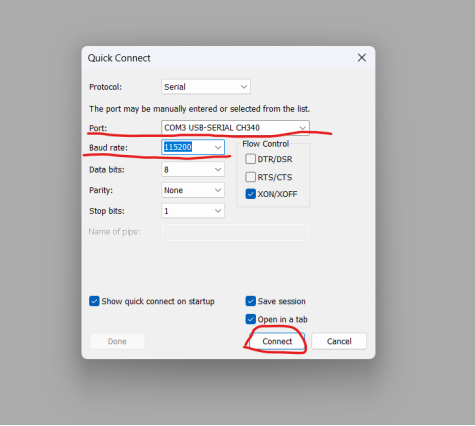 Quick Connect
Protocol: Serial
The port may be manually entered or selected from the list.
Port: COM3 USB-SERIAL CH340
Baud rate: 115200 Flow Control
DTR/DSR
Data bits: 8
RTS/CTS
Parity: None
XON/XOFF
Stop bits: 1
Name of pipe:
Show quick connect on startup Save session
Open in a tab
Done Connect Cancel